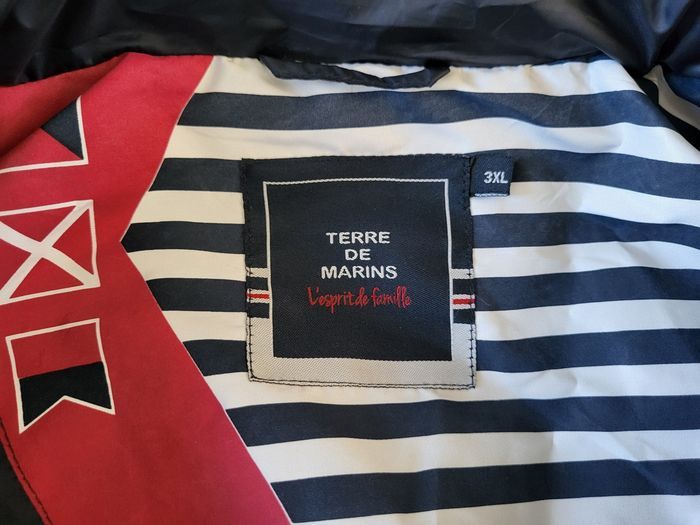 3XL
TERRE
DE
MARINS
L'esprit de famille